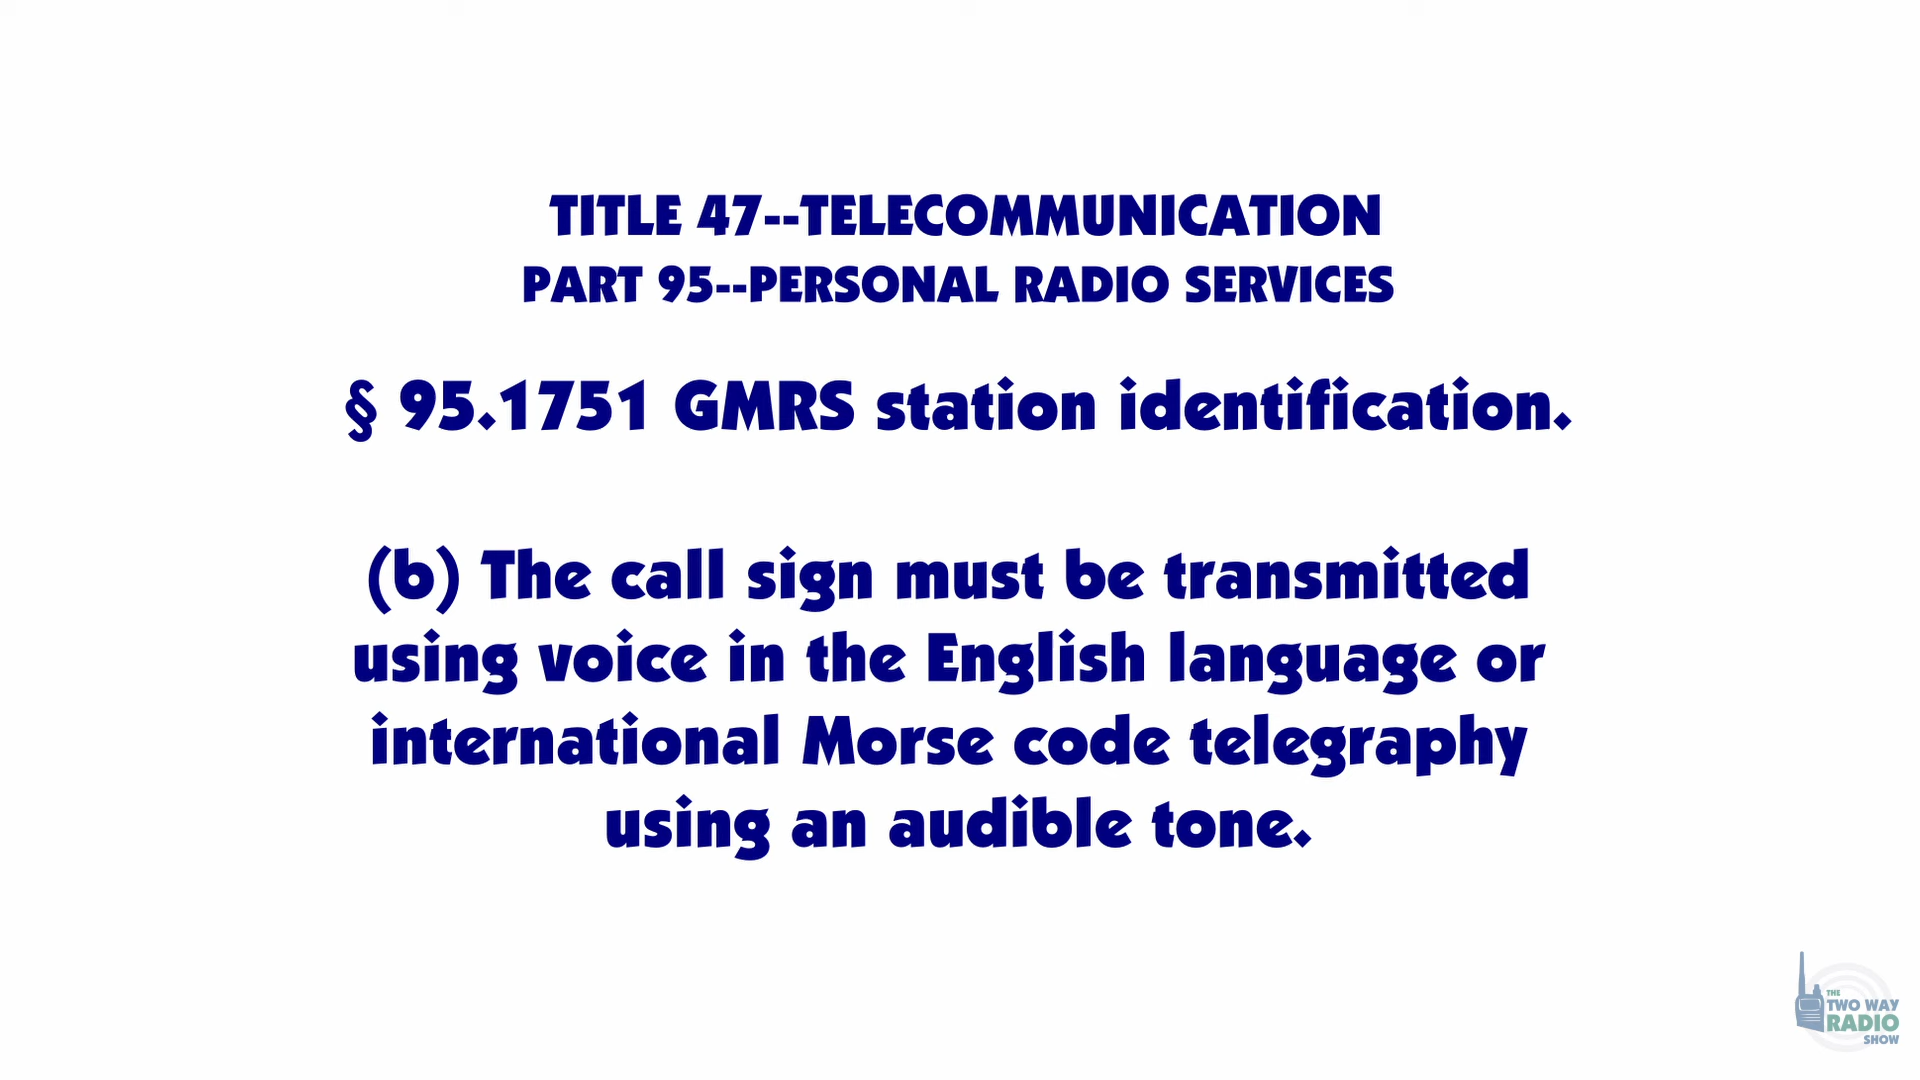 TITLE 47--TELECOMMUNICATION
PART 95--PERSONAL RADIO SERVICES
§ 95.1751 GMRS station identification.
(b) The call sign must be transmitted
using voice in the English language or
international Morse code telegraphy
using an audible tone.
THE
TWO WAY
RADIO
SHOW